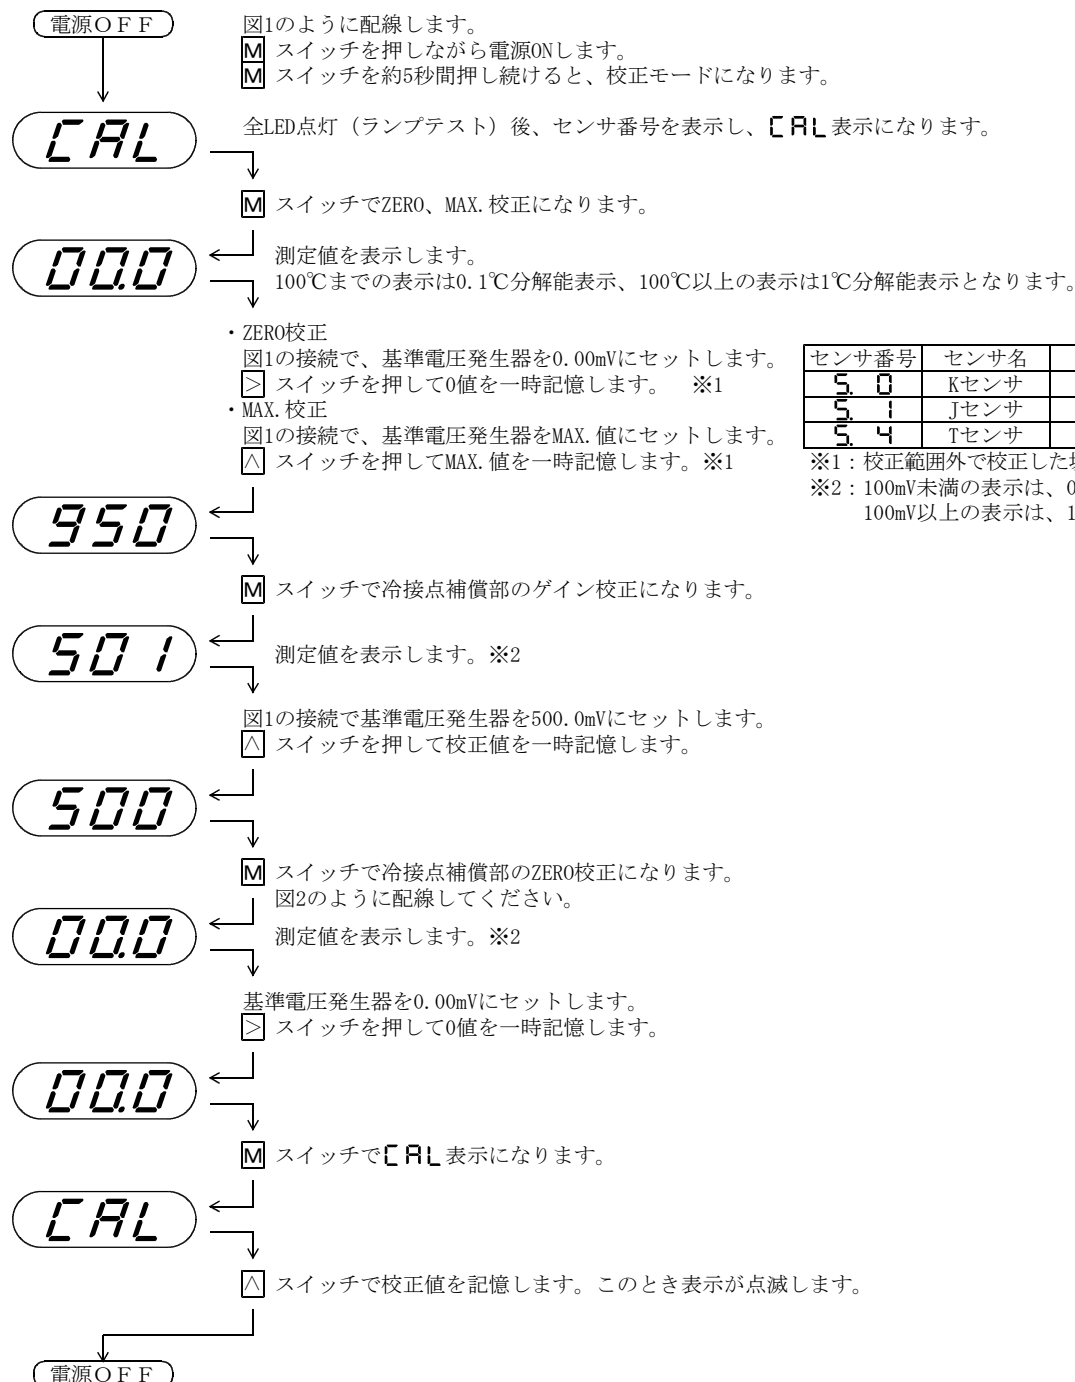 電源ＯＦＦ
図1のように配線します。
M スイッチを押しながら電源ONします。
M スイッチを約5秒間押し続けると、校正モードになります。
CAL
全LED点灯（ランプテスト）後、センサ番号を表示し、CAL表示になります。
M スイッチでZERO、MAX.校正になります。
00.0
測定値を表示します。
100℃までの表示は0.1℃分解能表示、100℃以上の表示は1℃分解能表示となります。
・ZERO校正
図1の接続で、基準電圧発生器を0.00mVにセットします。
＞ スイッチを押して0値を一時記憶します。　※1
・MAX.校正
図1の接続で、基準電圧発生器をMAX.値にセットします。
∧ スイッチを押してMAX.値を一時記憶します。※1
センサ番号 センサ名
S. 0 Kセンサ
S. 1 Jセンサ
S. 4 Tセンサ
※1：校正範囲外で校正した
※2：100mV未満の表示は、0
100mV以上の表示は、1
950
M スイッチで冷接点補償部のゲイン校正になります。
501
測定値を表示します。※2
図1の接続で基準電圧発生器を500.0mVにセットします。
∧ スイッチを押して校正値を一時記憶します。
500
M スイッチで冷接点補償部のZERO校正になります。
図2のように配線してください。
00.0
測定値を表示します。※2
基準電圧発生器を0.00mVにセットします。
＞ スイッチを押して0値を一時記憶します。
00.0
M スイッチでCAL表示になります。
CAL
∧ スイッチで校正値を記憶します。このとき表示が点滅します。
電源ＯＦＦ